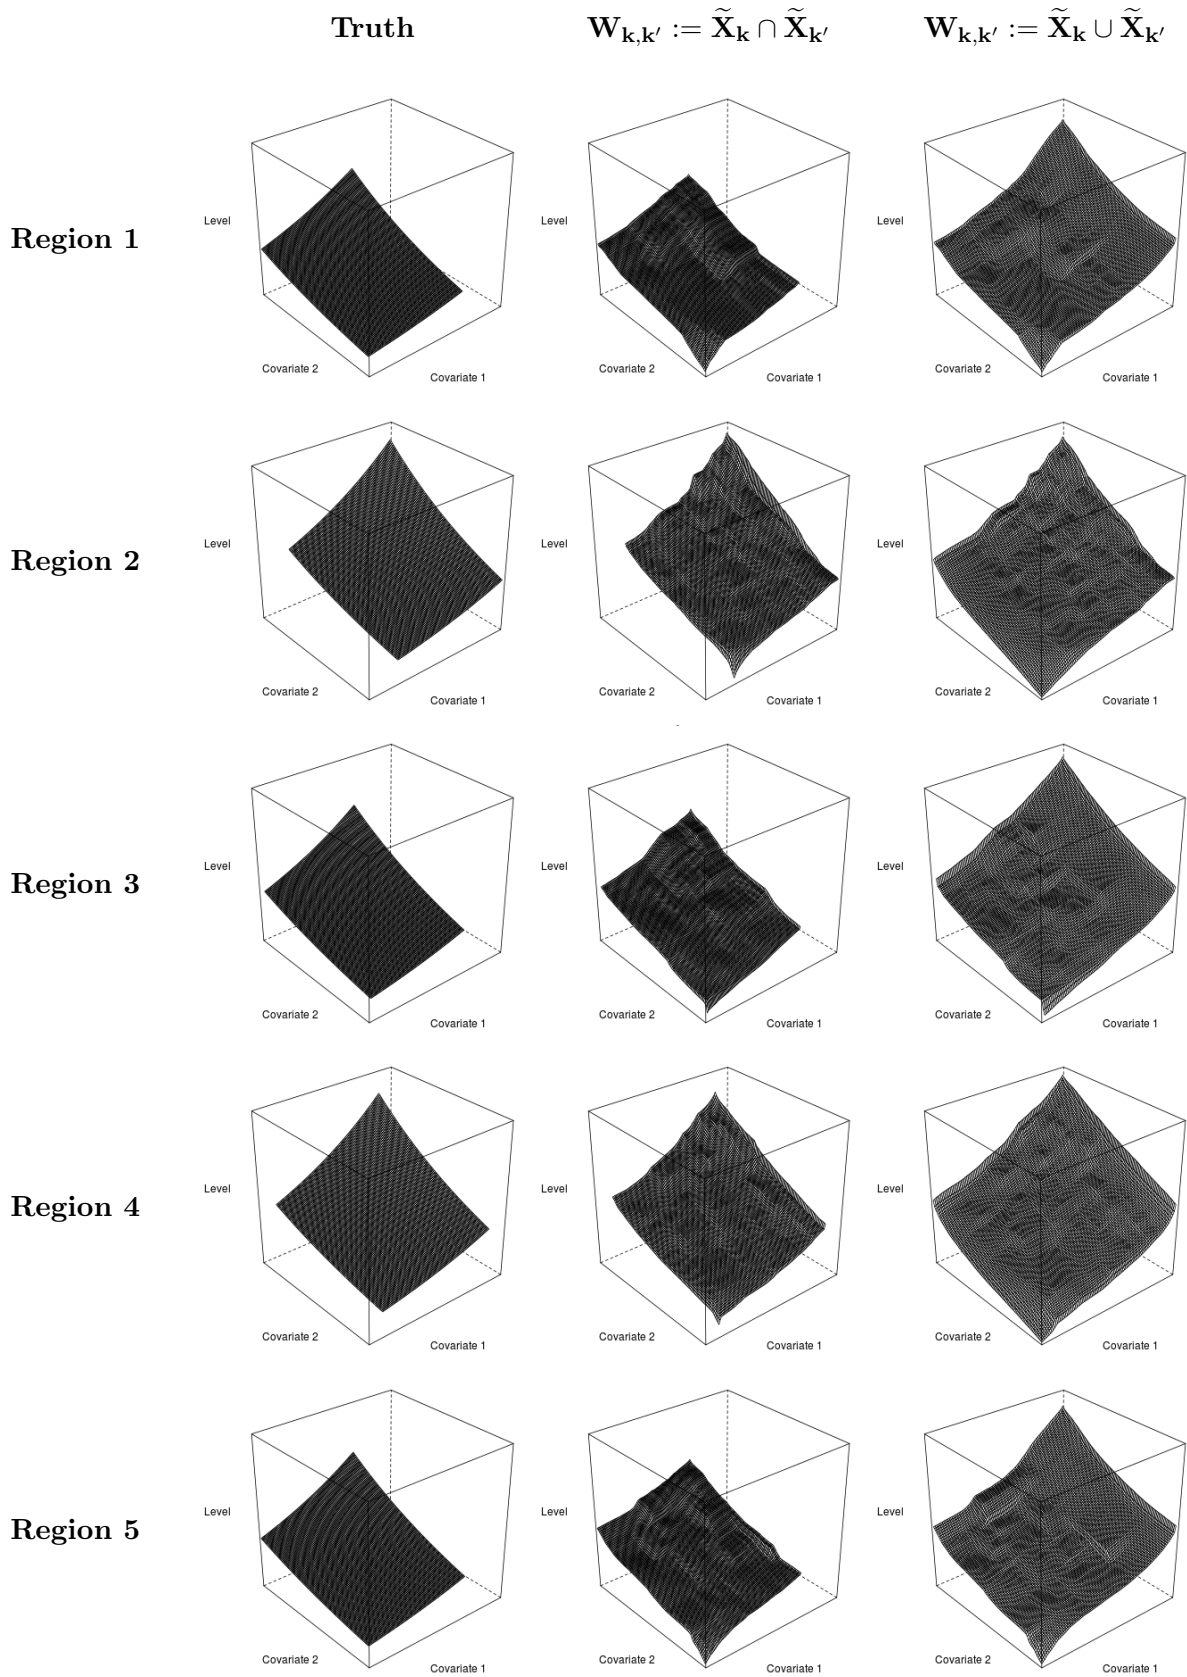 Truth W̃k,k′ := X̃k ∩ X̃k′ Wk,k′ := X̃k ∪ X̃k′
Level Level Level
Region 1
Covariate 2 Covariate 2 Covariate 2
Covariate 1 Covariate 1 Covariate 1
Level Level Level
Region 2
Covariate 2 Covariate 2 Covariate 2
Covariate 1 Covariate 1 Covariate 1
Level Level Level
Region 3
Covariate 2 Covariate 2 Covariate 2
Covariate 1 Covariate 1 Covariate 1
Level Level Level
Region 4
Covariate 2 Covariate 2 Covariate 2
Covariate 1 Covariate 1 Covariate 1
Level Level Level
Region 5
Covariate 2 Covariate 2 Covariate 2
Covariate 1 Covariate 1 Covariate 1